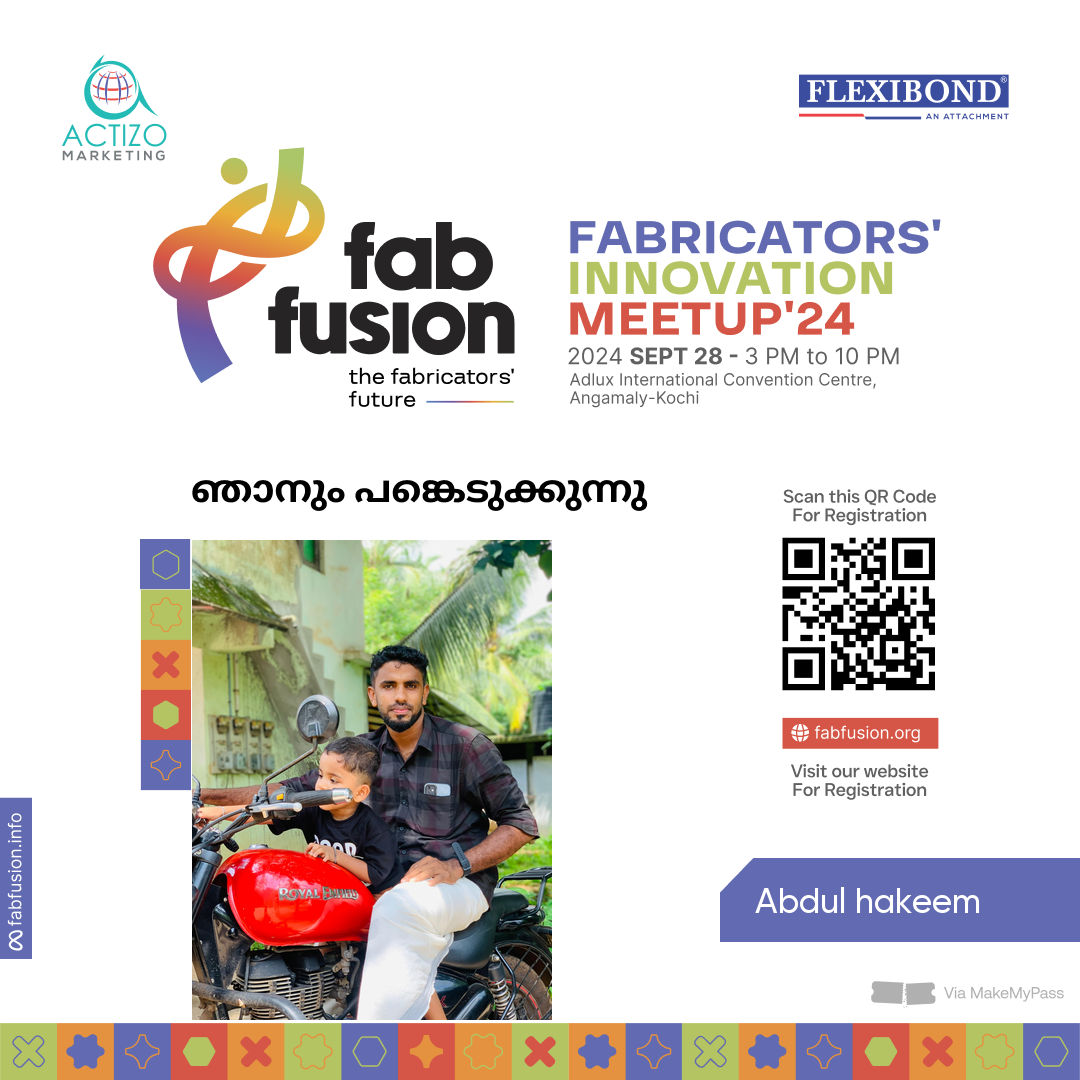 ACTIZO
MARKETING
FLEXIBOND®
AN ATTACHMENT
fab
fusion
the fabricators'
future
FABRICATORS'
INNOVATION
MEETUP'24
2024 SEPT 28 - 3 PM to 10 PM
Adlux International Convention Centre,
Angamaly-Kochi
ഞാനും പങ്കെടുക്കുന്നു
Scan this QR Code
For Registration
fabfusion.org
Visit our website
For Registration
ROYAL ENFIELD
fabfusion.info
Abdul hakeem
Via MakeMyPass